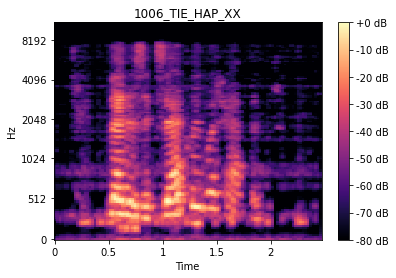 1006_TIE_HAP_XX
8192
4096
2048
1024
512
0
Hz
0 0.5 1 1.5 2
Time
+0 dB
-10 dB
-20 dB
-30 dB
-40 dB
-50 dB
-60 dB
-70 dB
-80 dB